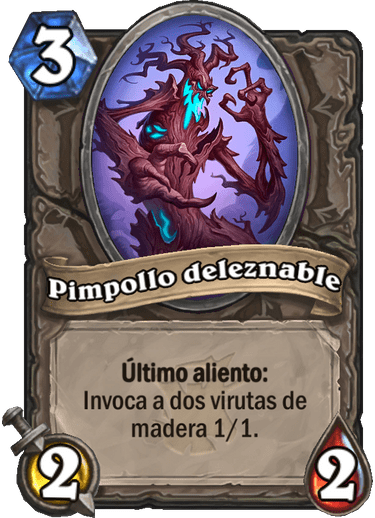 3
Pimpollo deleznable
Último aliento:
Invoca a dos virutas de
madera 1/1.
2
2